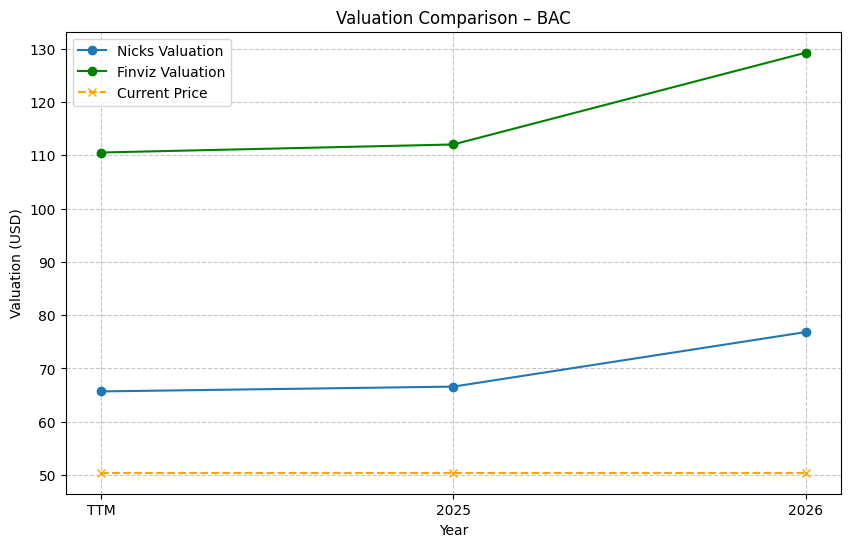 Valuation Comparison – BAC
Nicks Valuation
Finviz Valuation
Current Price
Valuation (USD)
130
120
110
100
90
80
70
60
50
TTM
2025
2026
Year